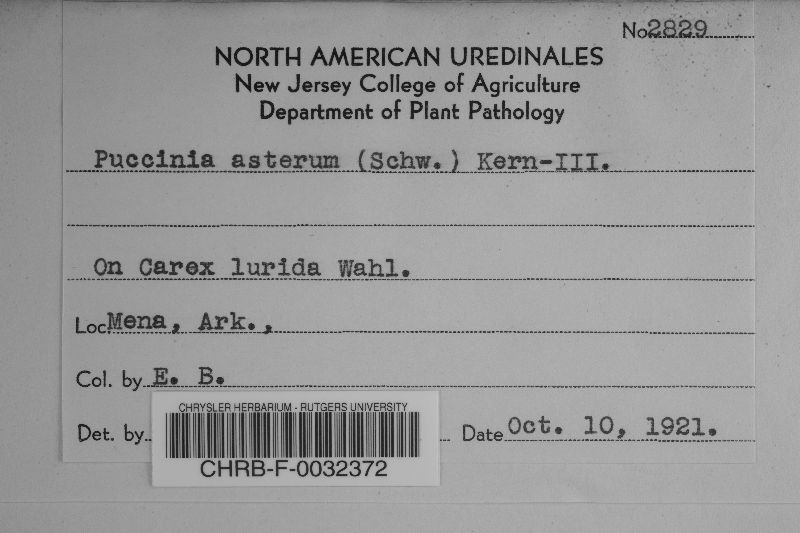 No. 2829
NORTH AMERICAN UREDINALES
New Jersey College of Agriculture
Department of Plant Pathology
Puccinia asterum (Schw.) Kern-III.
On Carex lurida Wahl.
Loc Mena, Ark.,
Col. by E. B.
Det. by
Date Oct. 10, 1921.
CHRYSLER HERBARIUM - RUTGERS UNIVERSITY
CHRB-F-0032372